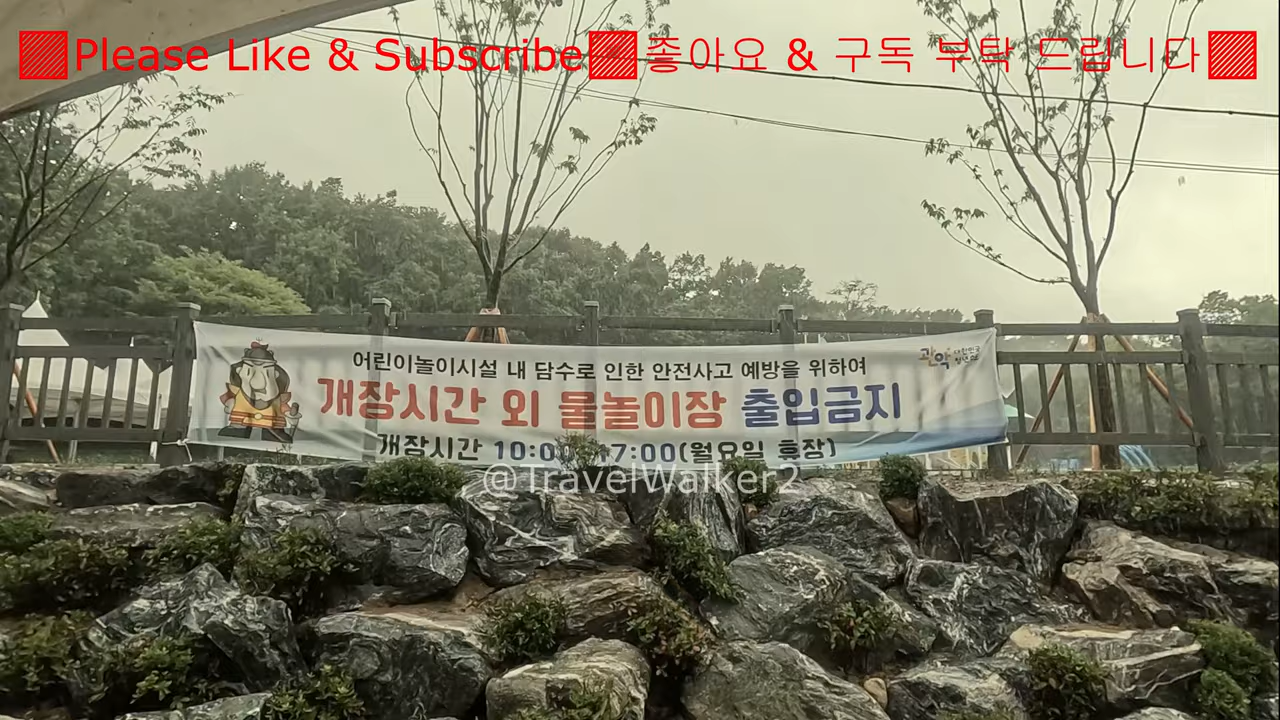 Please Like & Subscribe 좋아요 & 구독 부탁 드립니다
어린이놀이시설 내 담수로 인한 안전사고 예방을 위하여
관악
개장시간 외 물놀이장 출입금지
개장시간 10:00 17:00(월요일 휴장)
@TravelWalker2